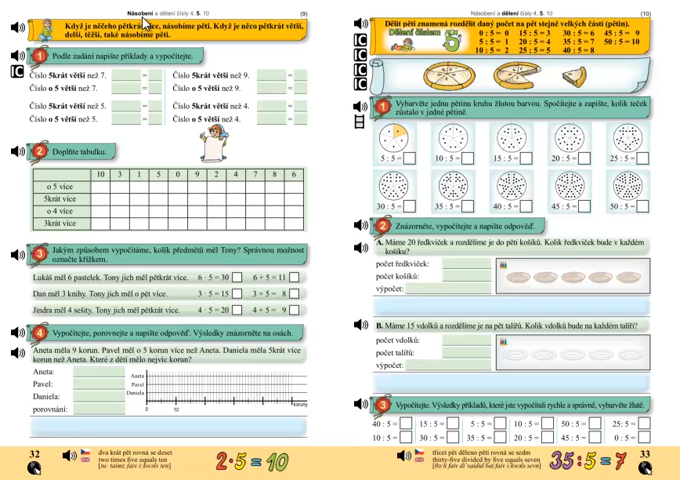 Násobení a dělení čísly 4, 5, 10
(9)
delší, těžší, také násobíme pěti.
1 Podle zadání napište příklady a vypočítejte.
Číslo 5krát větší než 7. =
Číslo o 5 větší než 7. =
Číslo 5krát větší než 9. =
Číslo o 5 větší než 9. =
Číslo 5krát větší než 5. =
Číslo o 5 větší než 5. =
Číslo 5krát větší než 4. =
Číslo o 5 větší než 4. =
2 Doplňte tabulku.
10 3 1 5 0 9 2 4 7 8 6
o 5 více
5krát více
o 4 více
3krát více
3 Jakým způsobem vypočítáme, kolik předmětů měl Tony? Správnou možnost
označte křížkem.
Lukáš měl 6 pastelek. Tony jich měl pětkrát více. 6 · 5 = 30 6 + 5 = 11
Dan měl 3 knihy. Tony jich měl o pět více. 3 · 5 = 15 3 + 5 = 8
Jindra měl 4 sešity. Tony jich měl pětkrát více. 4 · 5 = 20 4 + 5 = 9
4 Vypočítejte, porovnejte a napište odpověď. Výsledky znázorněte na osách.
Aneta měla 9 korun. Pavel měl o 5 korun více než Aneta. Daniela měla 5krát více
korun než Aneta. Které z dětí mělo nejvíc korun?
Aneta:
Pavel:
Daniela:
porovnání:
Aneta
Pavel
Daniela
0 10 koruny
32
dva krát pět rovná se deset
two times five equals ten
2·5=10
Násobení a dělení čísly 4, 5, 10
(10)
Dělit pěti znamená rozdělit daný počet na pět stejně velkých částí (pětin).
Dělení číslem 5
0 : 5 = 0 15 : 5 = 3 30 : 5 = 6 45 : 5 = 9
5 : 5 = 1 20 : 5 = 4 35 : 5 = 7 50 : 5 = 10
10 : 5 = 2 25 : 5 = 5 40 : 5 = 8
1 Vybarvěte jednu pětinu kruhu žlutou barvou. Spočítejte a zapište, kolik teček
zůstalo v jedné pětině.
5 : 5 = 10 : 5 = 15 : 5 = 20 : 5 = 25 : 5 =
30 : 5 = 35 : 5 = 40 : 5 = 45 : 5 = 50 : 5 =
2 Znázorněte, vypočítejte a napište odpověď.
A. Máme 20 ředkviček a rozdělíme je do pěti košíků. Kolik ředkviček bude v každém
košíku?
počet ředkviček:
počet košíků:
výpočet:
B. Máme 15 vdolků a rozdělíme je na pět talířů. Kolik vdolků bude na každém talíři?
počet vdolků:
počet talířů:
výpočet:
3 Vypočítejte. Výsledky příkladů, které jste vypočítali rychle a správně, vybarvěte žlutě.
40 : 5 = 15 : 5 = 5 : 5 = 10 : 5 = 50 : 5 = 25 : 5 =
10 : 5 = 30 : 5 = 35 : 5 = 20 : 5 = 45 : 5 = 0 : 5 =
třicet pět děleno pěti rovná se sedm
thirty-five divided by five equals seven
35:5=7
33